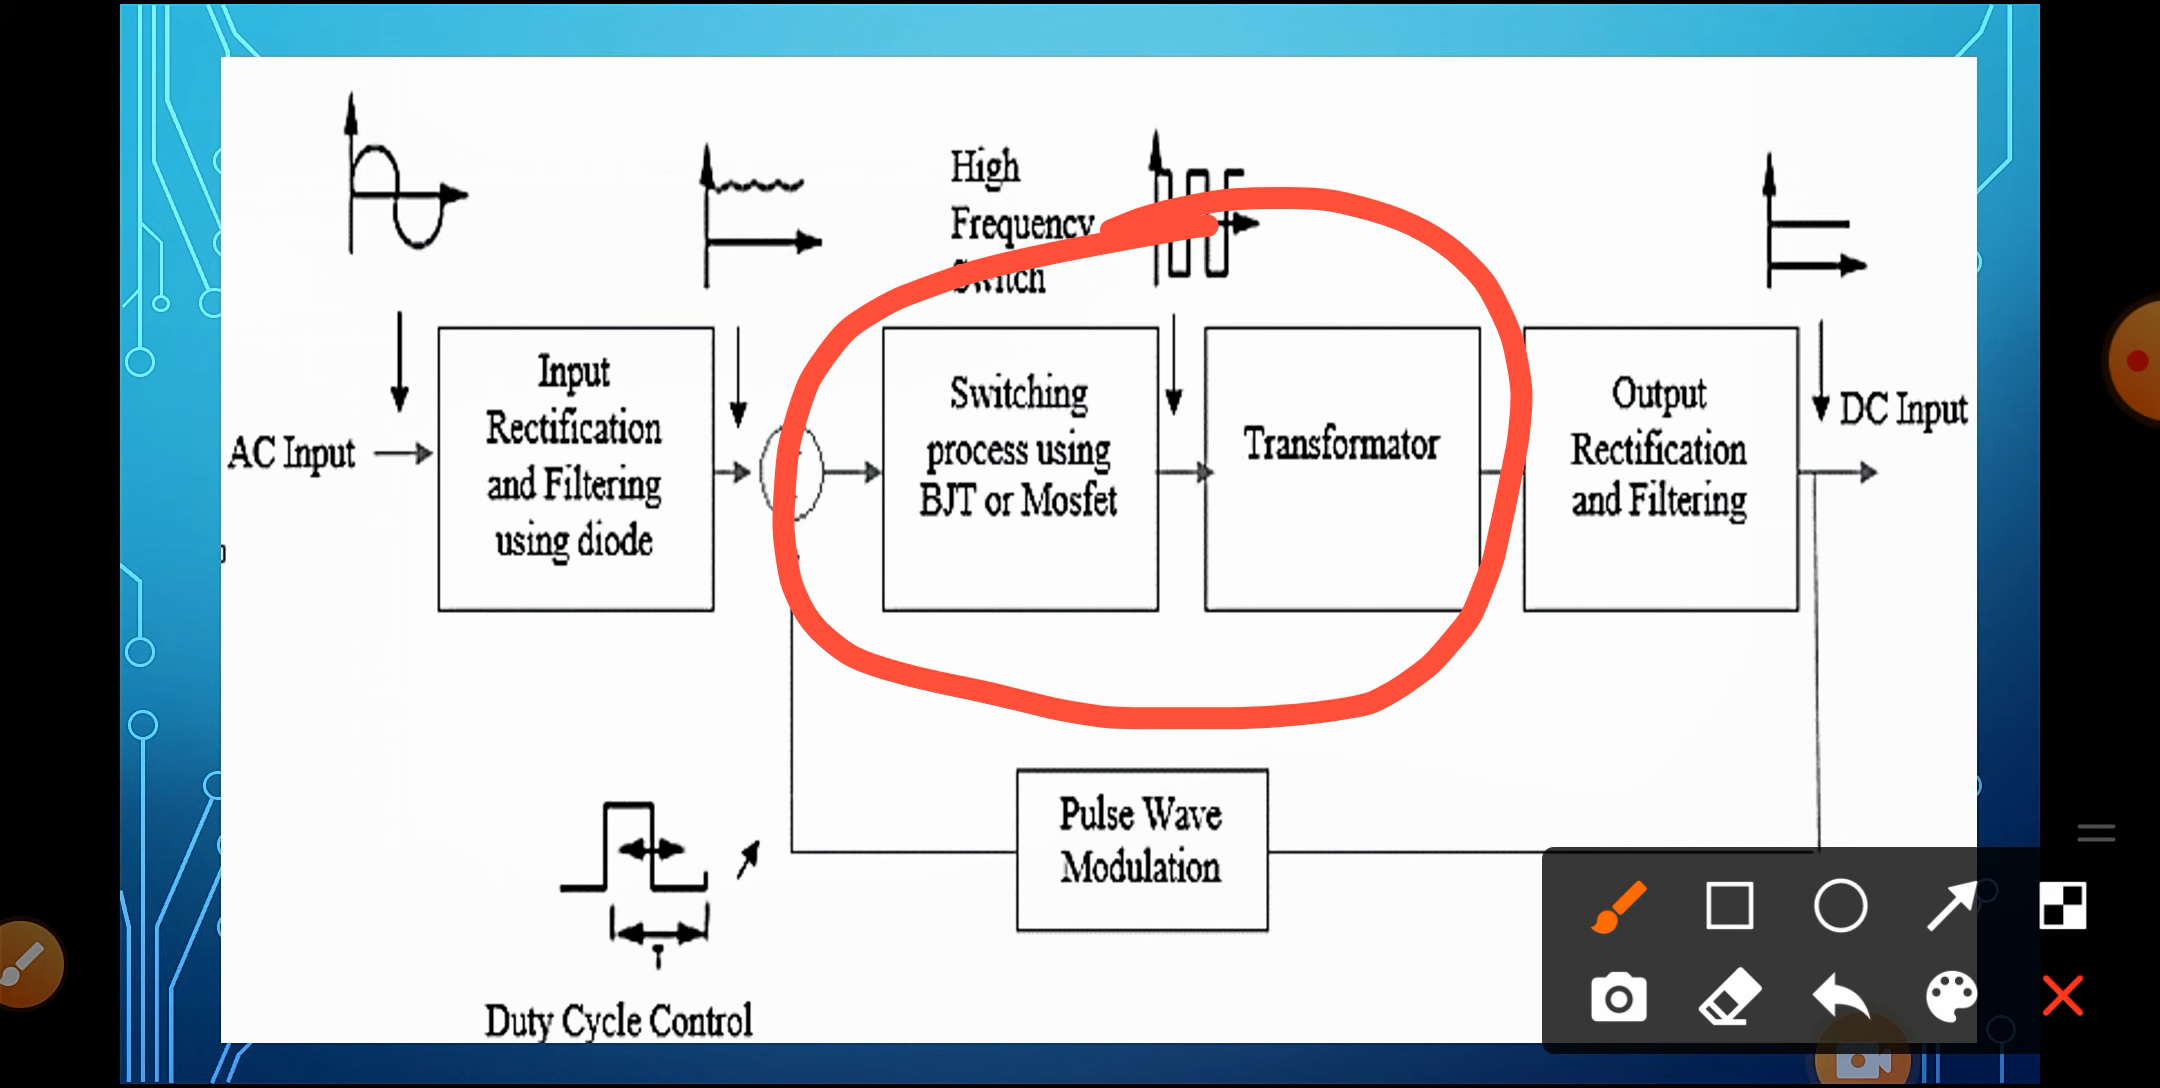 High
Frequency
Switch
AC Input
Input
Rectification
and Filtering
using diode
Switching
process using
BJT or Mosfet
Transformator
Output
Rectification
and Filtering
DC Input
Pulse Wave
Modulation
T
Duty Cycle Control